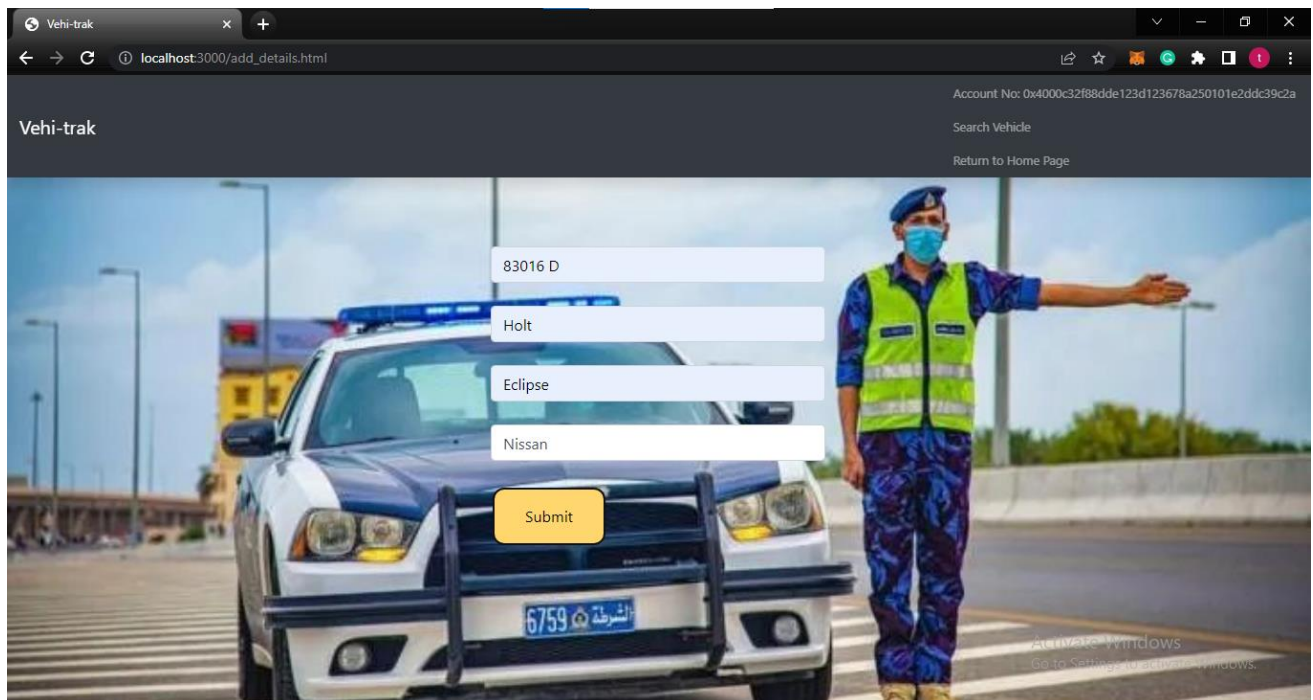 Vehi-trak
localhost:3000/add_details.html
t
Account No: 0x4000c32f88dde123d123678a250101e2ddc39c2a
Vehi-trak
Search Vehicle
Return to Home Page
83016 D
Holt
Eclipse
Nissan
Submit
6759 الشرطة
Activate Windows
Go to Settings to activate Windows.